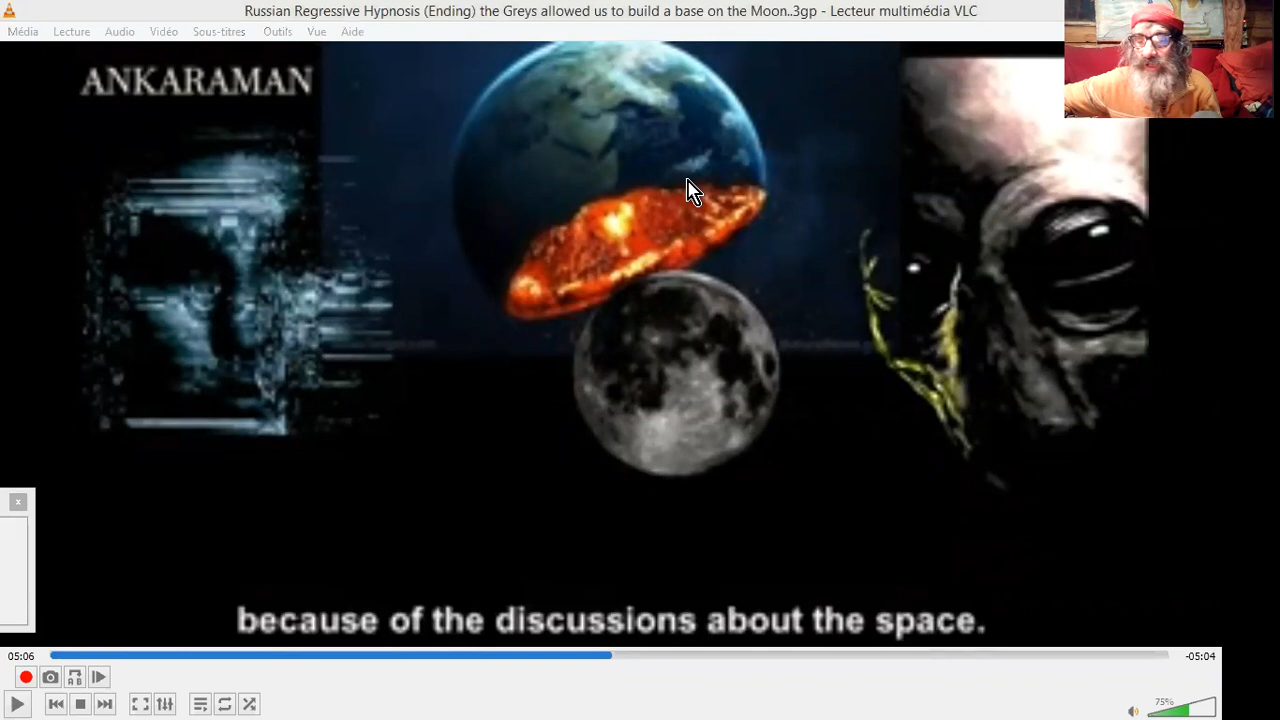 Russian Regressive Hypnosis (Ending) the Greys allowed us to build a base on the Moon..3gp - Lecteur multimédia VLC
Média Lecture Audio Vidéo Sous-titres Outils Vue Aide
ANKARAMAN
because of the discussions about the space.
05:06
-05:04
75%